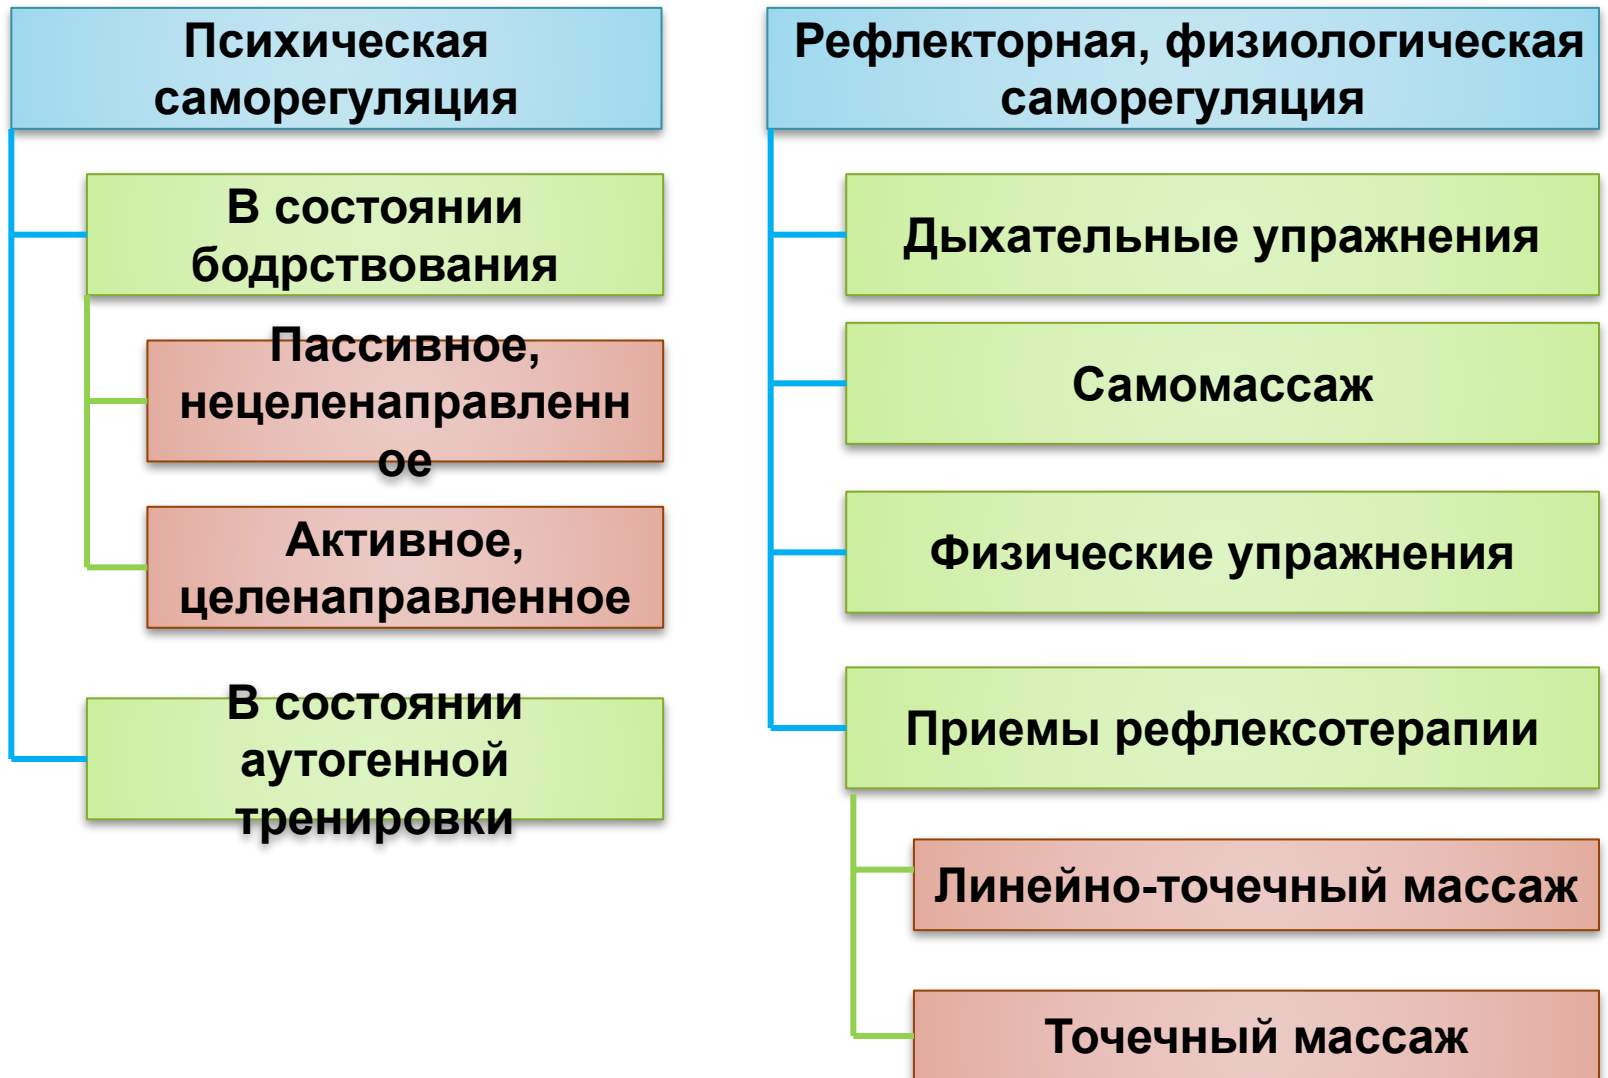 Психическая
саморегуляция
В состоянии
бодрствования
Пассивное,
нецеленаправленн
ое
Активное,
целенаправленное
В состоянии
аутогенной
тренировки
Рефлекторная, физиологическая
саморегуляция
Дыхательные упражнения
Самомассаж
Физические упражнения
Приемы рефлексотерапии
Линейно-точечный массаж
Точечный массаж